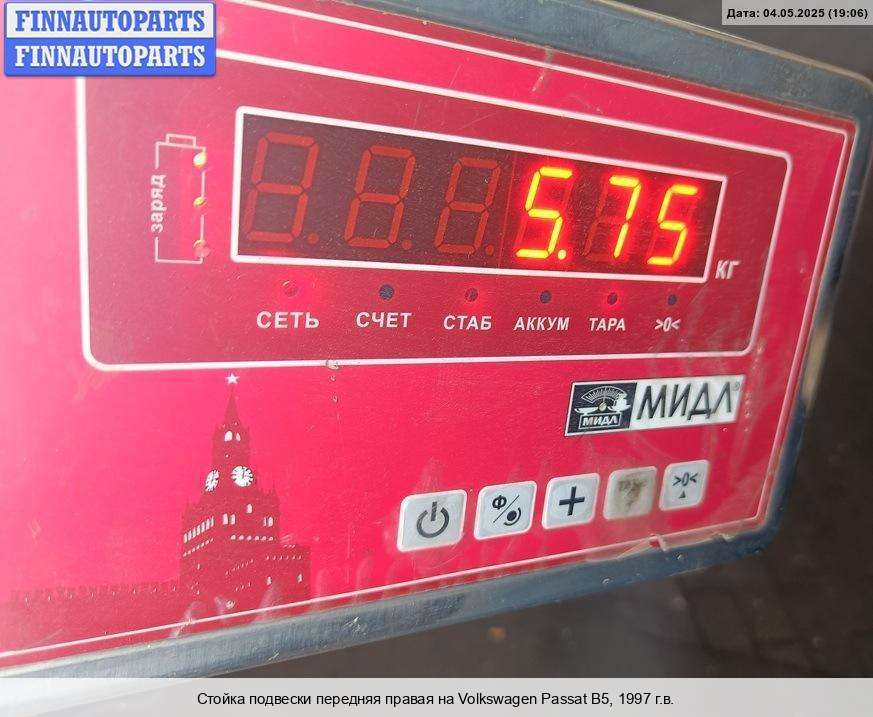 FINNAUTOPARTS
FINNAUTOPARTS
Дата: 04.05.2025 (19:06)
заряд
5.75
КГ
СЕТЬ СЧЕТ СТАБ АККУМ ТАРА >0<
МИДЛ МИДЛ®
Ф >0<
Стойка подвески передняя правая на Volkswagen Passat B5, 1997 г.в.